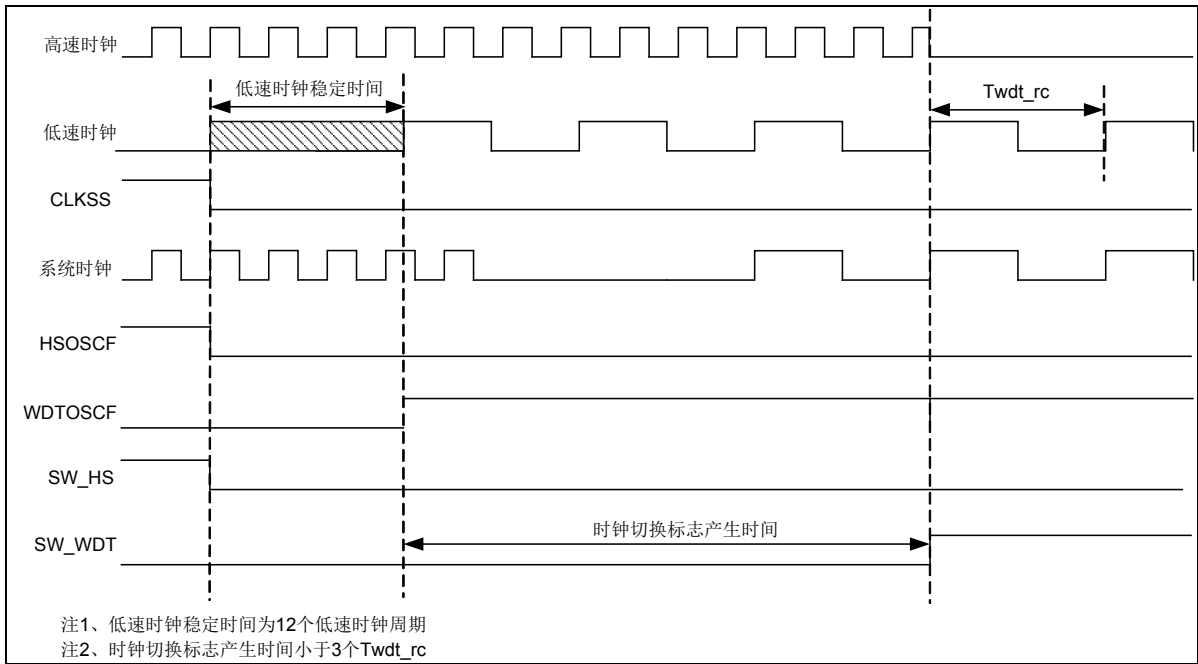 高速时钟
低速时钟稳定时间
Twdt_rc
低速时钟
CLKSS
系统时钟
HSOSCF
WDTOSCF
SW_HS
时钟切换标志产生时间
SW_WDT
注1、低速时钟稳定时间为12个低速时钟周期
注2、时钟切换标志产生时间小于3个Twdt_rc